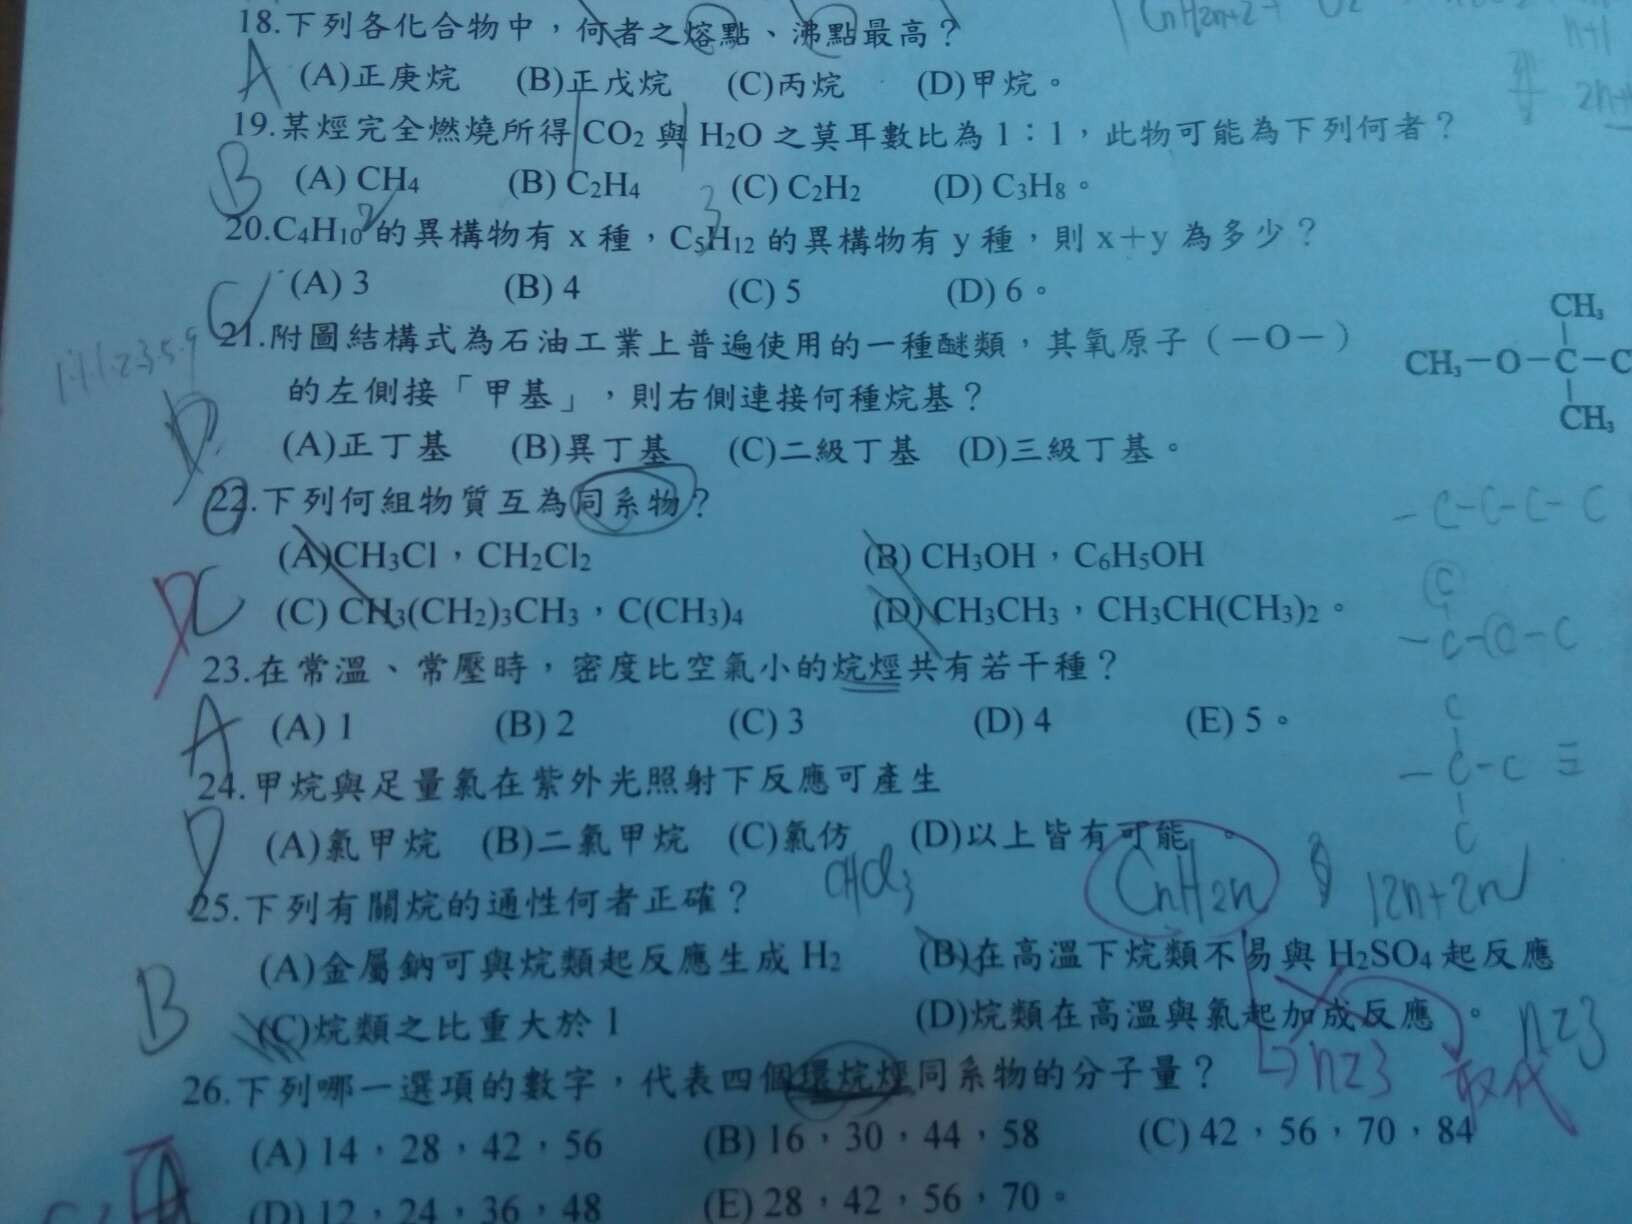 18.下列各化合物中，何者之熔點、沸點最高？
CnH2n+2+ O2
n+1
A (A)正庚烷 (B)正戊烷 (C)丙烷 (D)甲烷。
19.某烴完全燃燒所得 CO2 與 H2O 之莫耳數比為 1：1，此物可能為下列何者？
B (A) CH4 (B) C2H4 (C) C2H2 (D) C3H8。
2 3
20.C4H10 的異構物有 x 種，C5H12 的異構物有 y 種，則 x＋y 為多少？
C (A) 3 (B) 4 (C) 5 (D) 6。
1.1.1.2.3.5.9
21.附圖結構式為石油工業上普遍使用的一種醚類，其氧原子（－O－）
的左側接「甲基」，則右側連接何種烷基？
CH3
CH3－O－C－C
CH3
D (A)正丁基 (B)異丁基 (C)二級丁基 (D)三級丁基。
22.下列何組物質互為同系物？
－C-C-C-C
(A)CH3Cl，CH2Cl2 (B) CH3OH，C6H5OH
D C (C) CH3(CH2)3CH3，C(CH3)4 (D) CH3CH3，CH3CH(CH3)2。
C
－C-C-C
23.在常溫、常壓時，密度比空氣小的烷烴共有若干種？
A (A) 1 (B) 2 (C) 3 (D) 4 (E) 5。
C
－C-C 三
C
24.甲烷與足量氯在紫外光照射下反應可產生
D (A)氯甲烷 (B)二氯甲烷 (C)氯仿 (D)以上皆有可能。
CHCl3 CnH2n 12n+2n
25.下列有關烷的通性何者正確？
(A)金屬鈉可與烷類起反應生成 H2 (B)在高溫下烷類不易與 H2SO4 起反應
B (C)烷類之比重大於 1 (D)烷類在高溫與氯起加成反應。
n=3 取代 n=3
26.下列哪一選項的數字，代表四個環烷烴同系物的分子量？
(A) 14，28，42，56 (B) 16，30，44，58 (C) 42，56，70，84
A (D) 12，24，36，48 (E) 28，42，56，70。